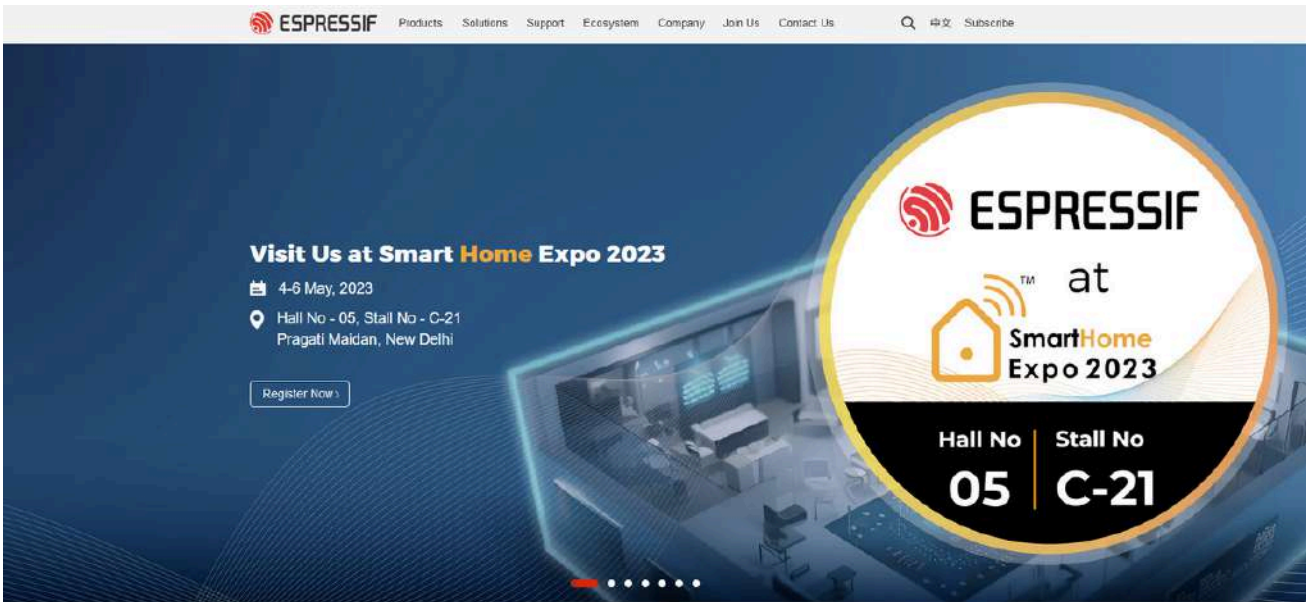 ESPRESSIF Products Solutions Support Ecosystem Company Join Us Contact Us 中文 Subscribe
Visit Us at Smart Home Expo 2023
4-6 May, 2023
Hall No - 05, Stall No - C-21
Pragati Maidan, New Delhi
Register Now ›
ESPRESSIF
at
TM
SmartHome
Expo 2023
Hall No Stall No
05 C-21